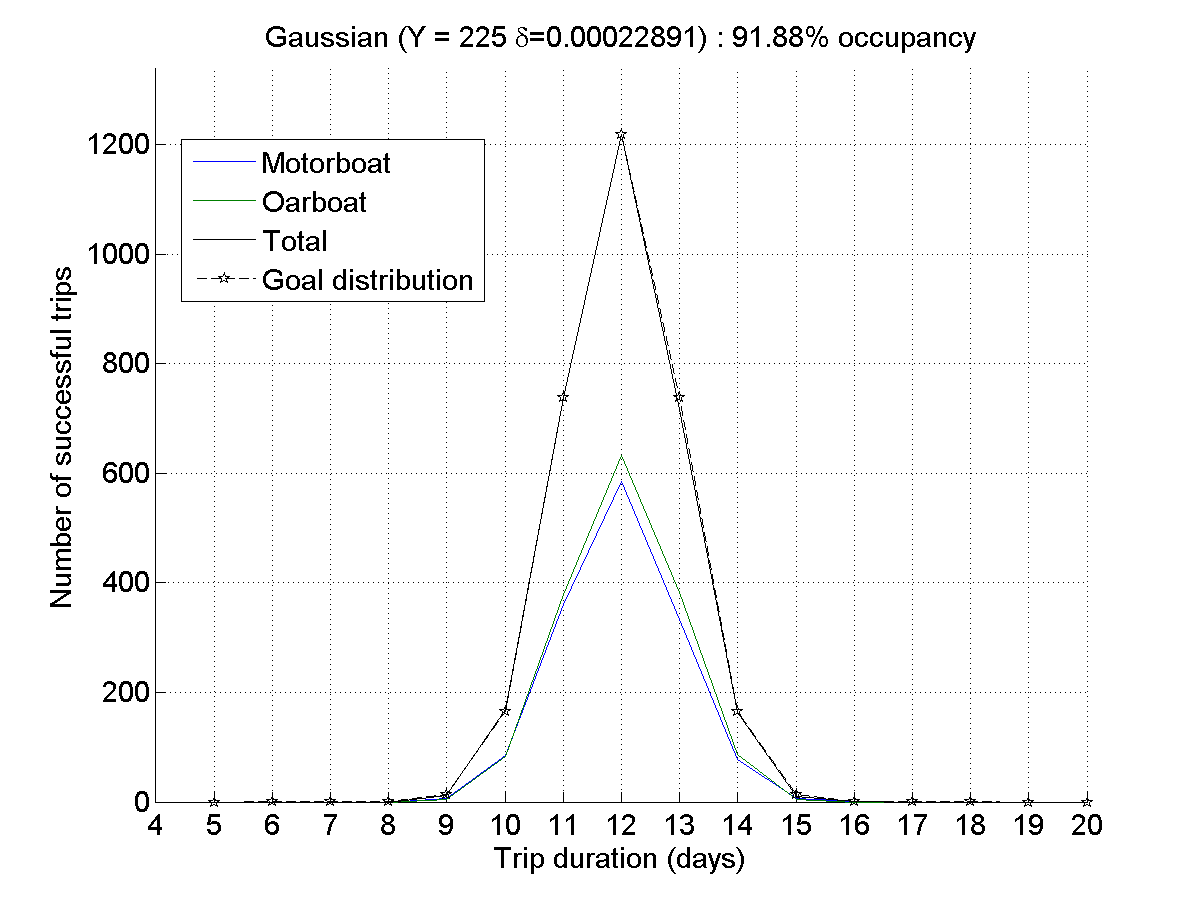 Gaussian (Y = 225 δ=0.00022891) : 91.88% occupancy
1200
1000
800
600
400
200
0
Number of successful trips
Motorboat
Oarboat
Total
Goal distribution
4 5 6 7 8 9 10 11 12 13 14 15 16 17 18 19 20
Trip duration (days)